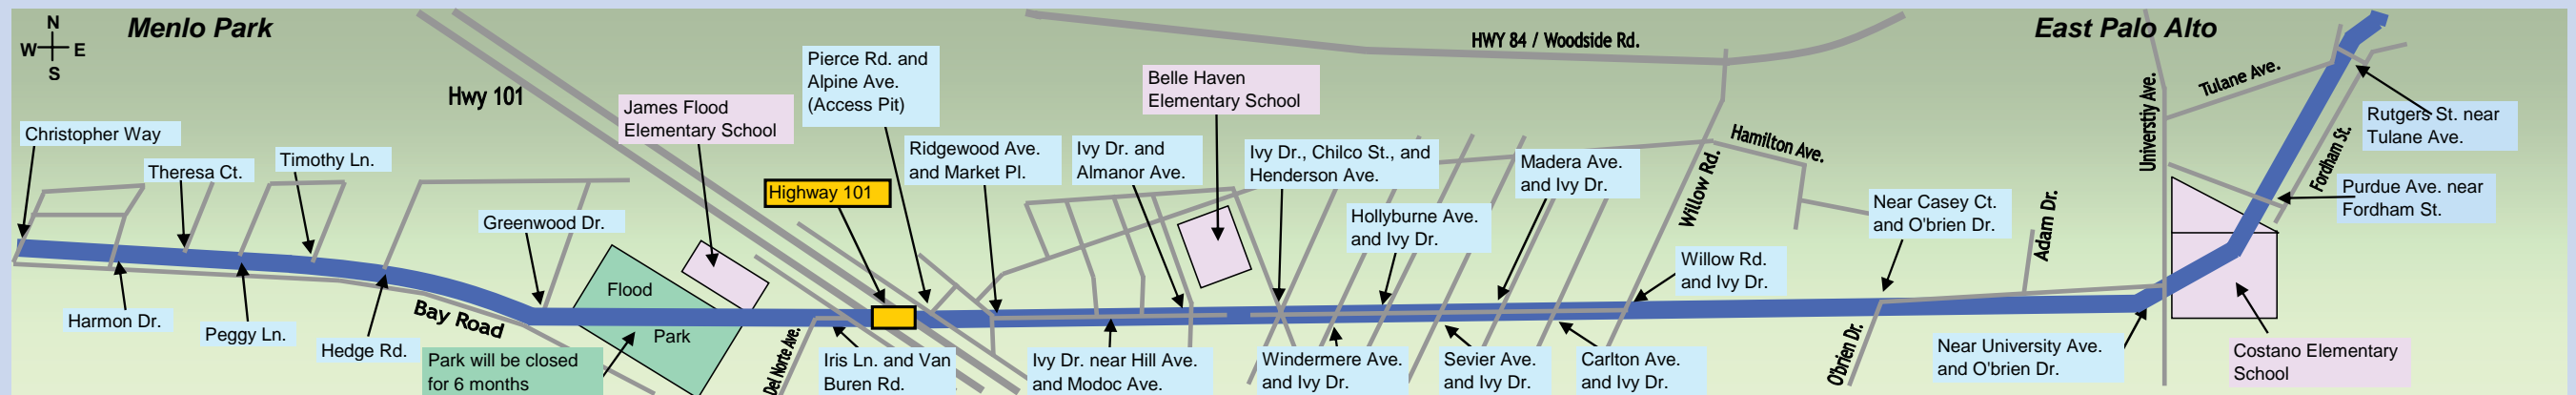 N
W E
S
Menlo Park
East Palo Alto
HWY 84 / Woodside Rd.
Hwy 101
Pierce Rd. and
Alpine Ave.
(Access Pit)
Belle Haven
Elementary School
James Flood
Elementary School
Christopher Way
Theresa Ct.
Timothy Ln.
Highway 101
Ridgewood Ave.
and Market Pl.
Ivy Dr. and
Almanor Ave.
Ivy Dr., Chilco St., and
Henderson Ave.
Madera Ave.
and Ivy Dr.
Hamilton Ave.
Willow Rd.
Universtiy Ave.
Tulane Ave.
Rutgers St. near
Tulane Ave.
Fordham St.
Purdue Ave. near
Fordham St.
Greenwood Dr.
Hollyburne Ave.
and Ivy Dr.
Near Casey Ct.
and O'brien Dr.
Adam Dr.
Willow Rd.
and Ivy Dr.
Flood
Park
Harmon Dr.
Peggy Ln.
Hedge Rd.
Bay Road
Park will be closed
for 6 months
Del Norte Ave.
Iris Ln. and Van
Buren Rd.
Ivy Dr. near Hill Ave.
and Modoc Ave.
Windermere Ave.
and Ivy Dr.
Sevier Ave.
and Ivy Dr.
Carlton Ave.
and Ivy Dr.
O'brien Dr.
Near University Ave.
and O'brien Dr.
Costano Elementary
School